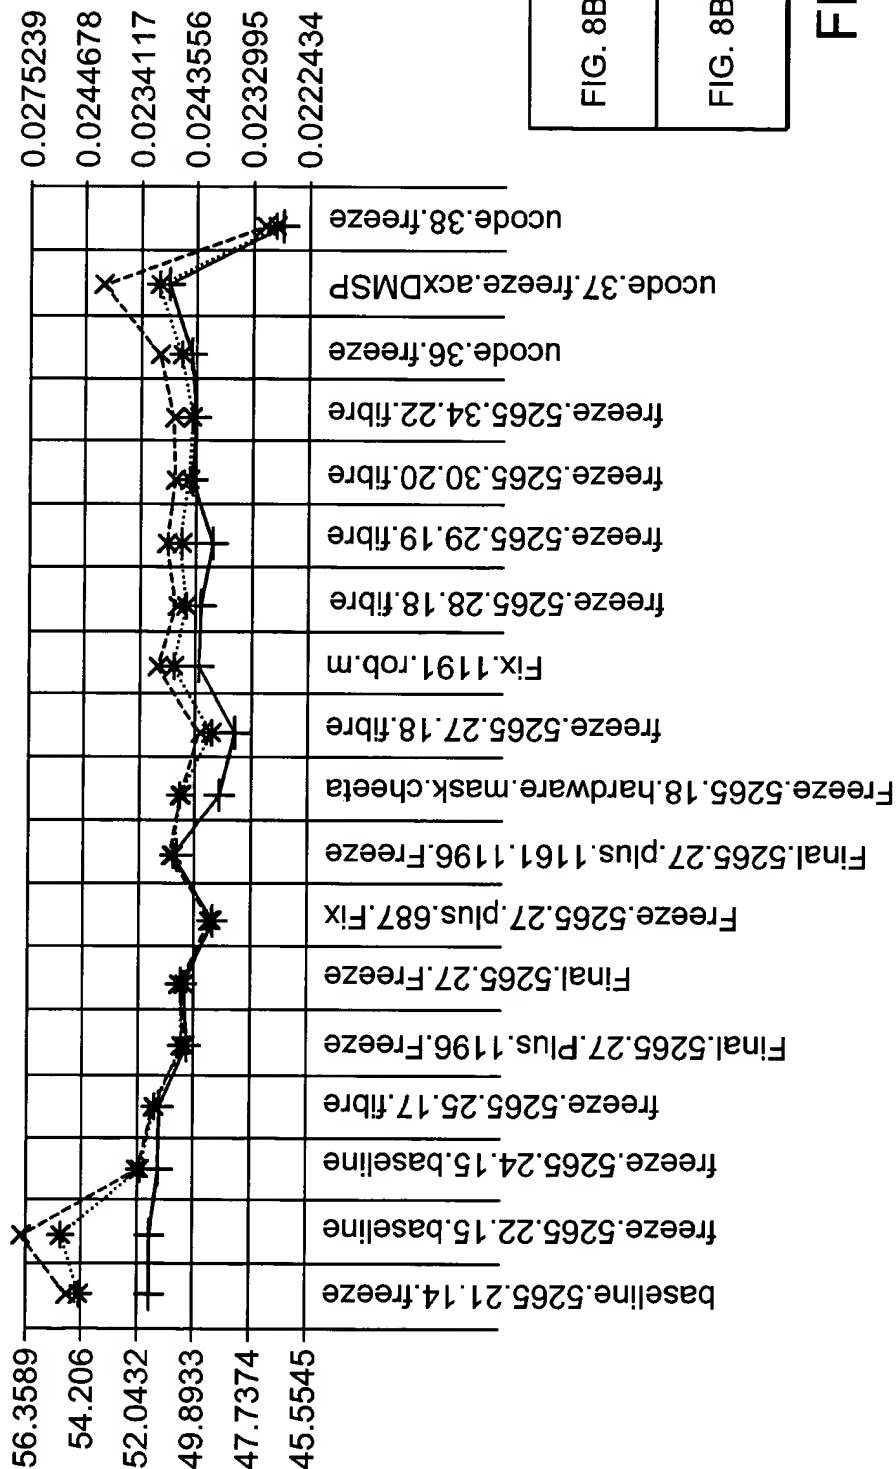 0.0275239
0.0244678
0.0234117
0.0243556
0.0232995
0.0222434
56.3589
54.206
52.0432
49.8933
47.7374
45.5545
baseline.5265.21.14.freeze
freeze.5265.22.15.baseline
freeze.5265.24.15.baseline
freeze.5265.25.17.fibre
Final.5265.27.Plus.1196.Freeze
Final.5265.27.Freeze
Freeze.5265.27.plus.687.Fix
Final.5265.27.plus.1161.1196.Freeze
Freeze.5265.18.hardware.mask.cheeta
freeze.5265.27.18.fibre
Fix.1191.rob.m
freeze.5265.28.18.fibre
freeze.5265.29.19.fibre
freeze.5265.30.20.fibre
freeze.5265.34.22.fibre
ucode.36.freeze
ucode.37.freeze.acxDMSP
ucode.38.freeze
FIG. 8B
FIG. 8B